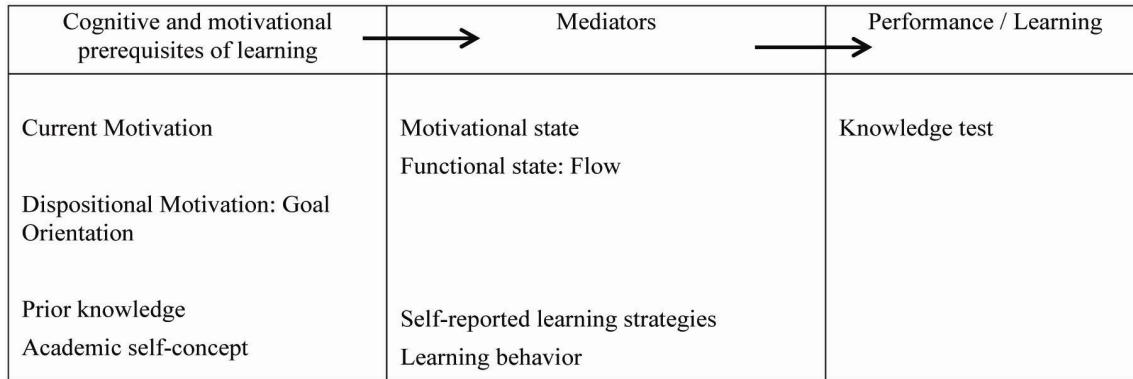 Cognitive and motivational
prerequisites of learning
Mediators
Performance / Learning
Current Motivation
Dispositional Motivation: Goal
Orientation
Prior knowledge
Academic self-concept
Motivational state
Functional state: Flow
Self-reported learning strategies
Learning behavior
Knowledge test